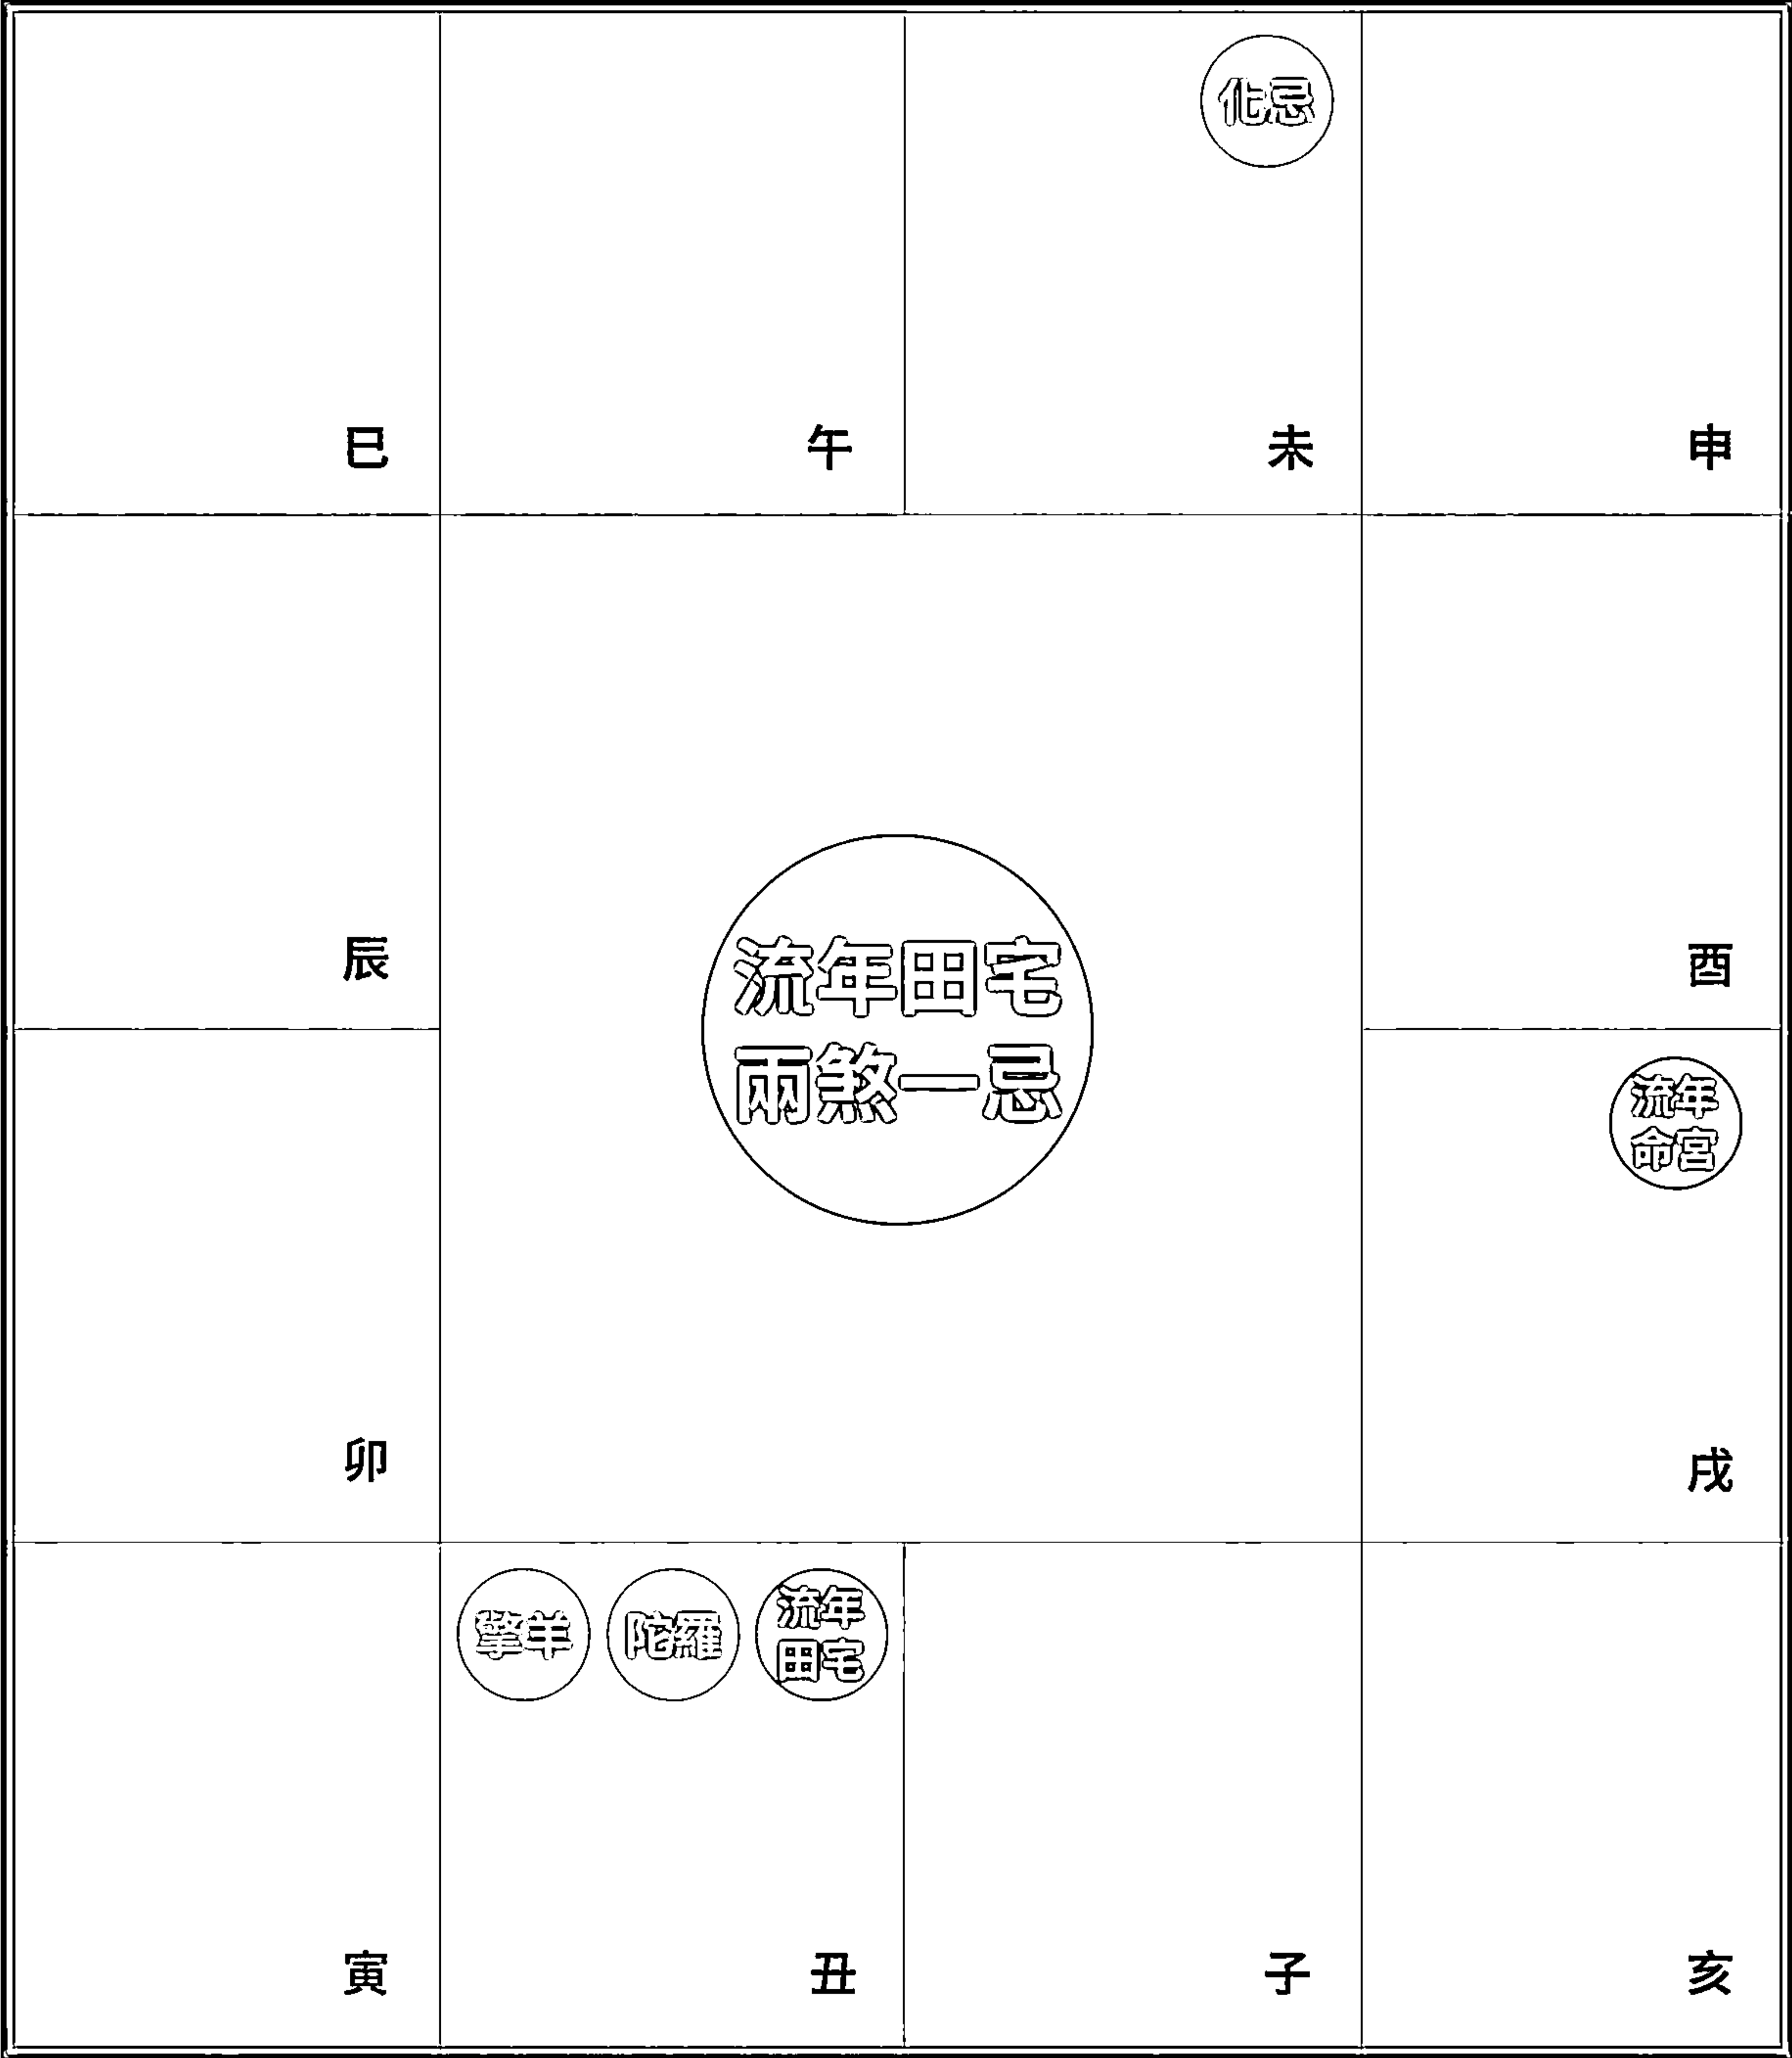 化忌
巳
午
未
申
辰
酉
流年田宅
兩煞一忌
流年
命宮
卯
戌
擎羊
陀羅
流年
田宅
寅
丑
子
亥